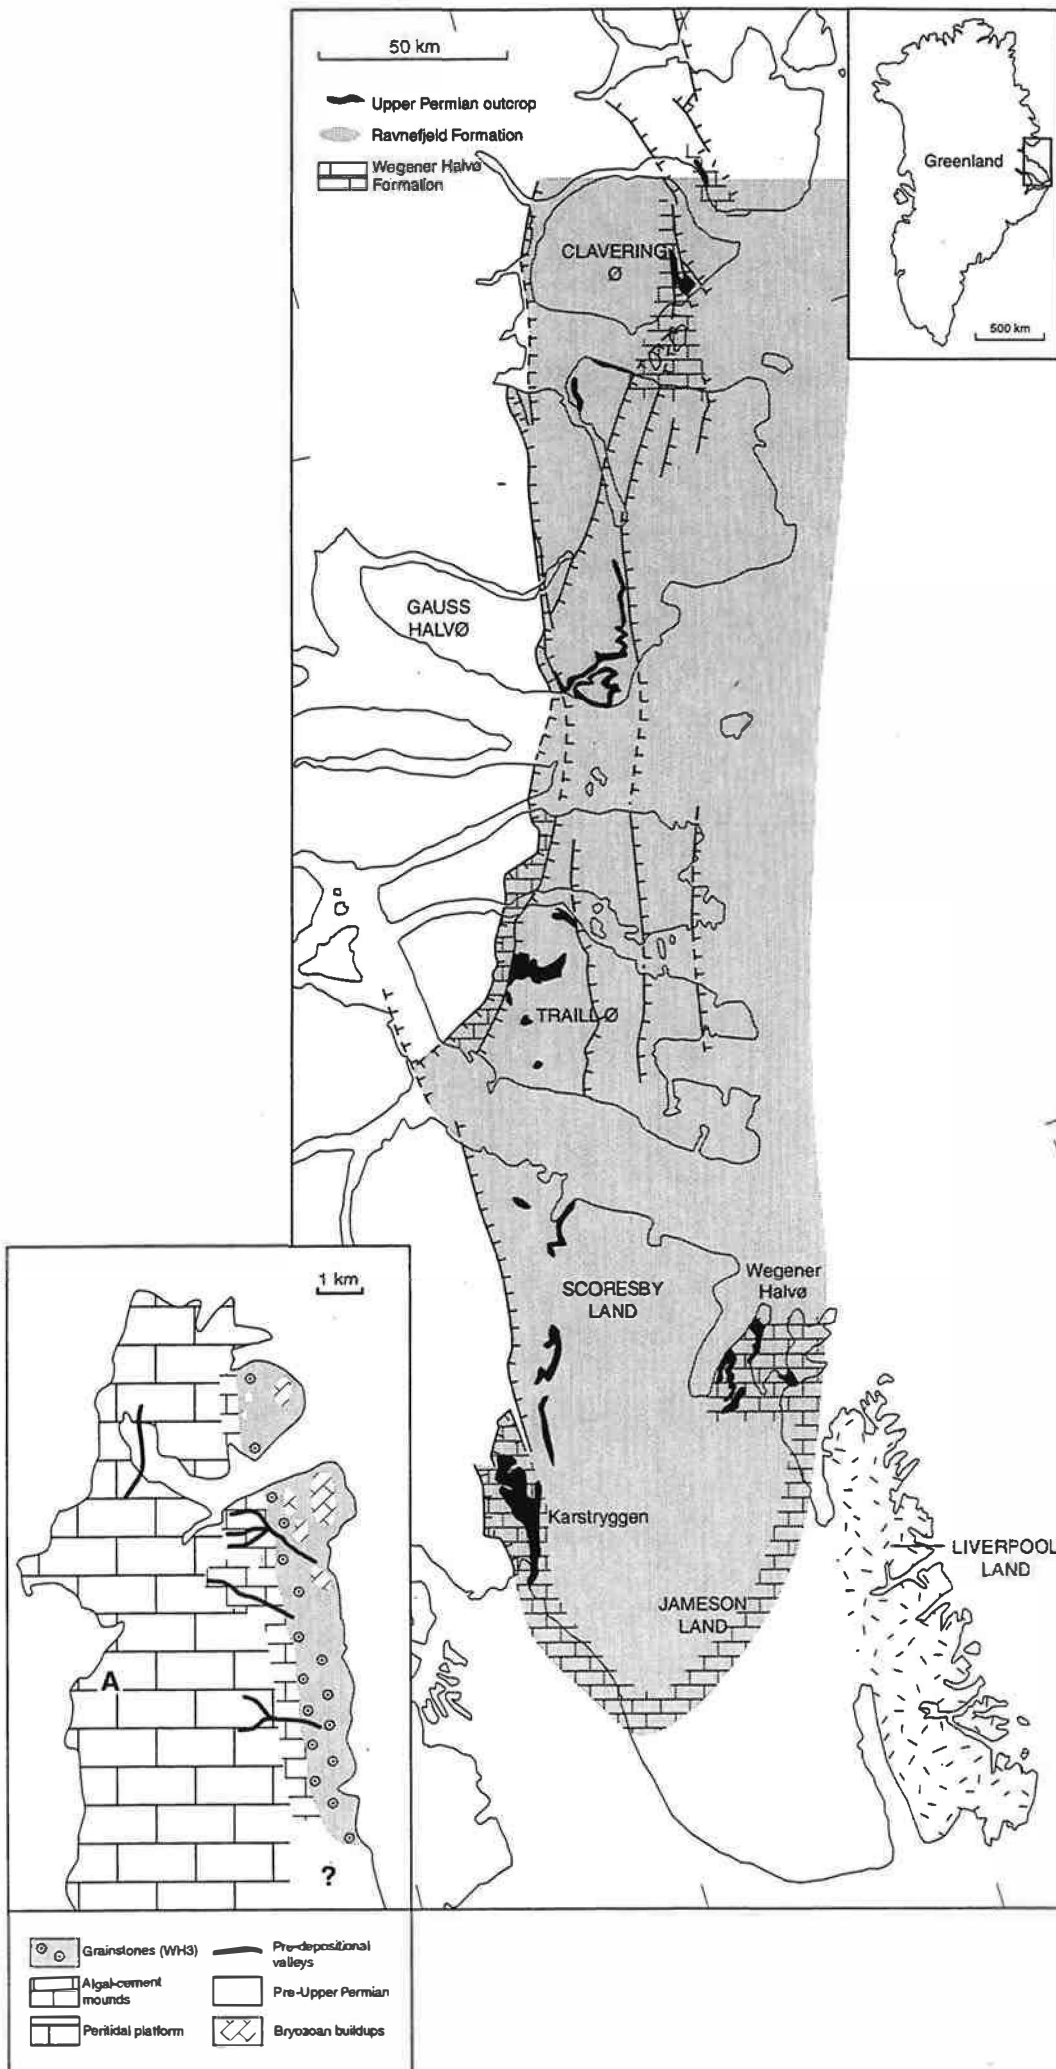 50 km
Upper Permian outcrop
Ravnefjeld Formation
Wegener Halvø
Formation
Greenland
500 km
L
CLAVERING
Ø
GAUSS
HALVØ
TRAILL Ø
SCORESBY
LAND
Wegener
Halvø
Karstryggen
JAMESON
LAND
LIVERPOOL
LAND
1 km
A
?
Grainstones (WH3)
Algal-cement
mounds
Peritidal platform
Pre-depositional
valleys
Pre-Upper Permian
Bryozoan buildups